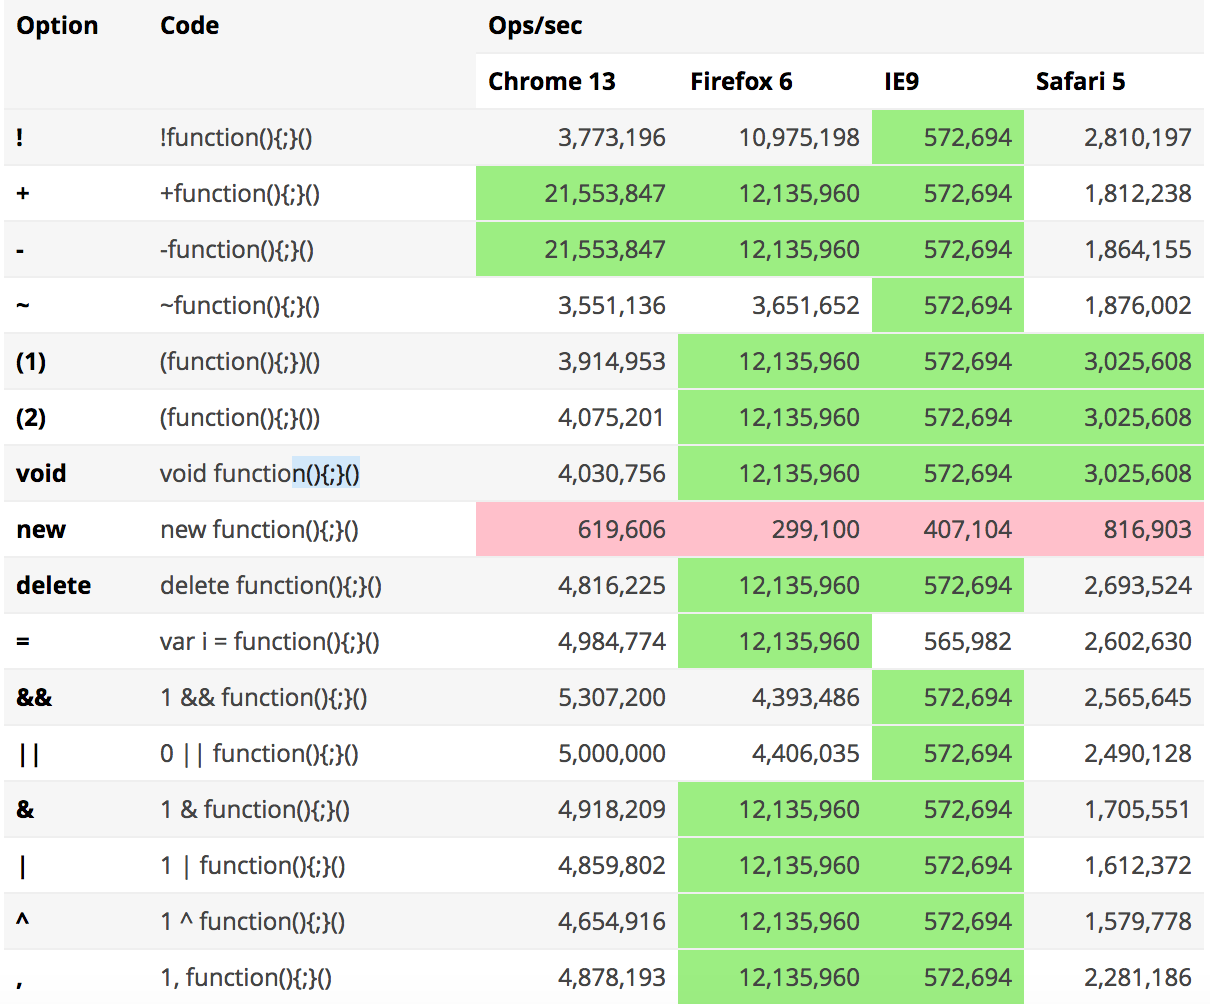 Option Code Ops/sec
Chrome 13 Firefox 6 IE9 Safari 5
! !function(){;}() 3,773,196 10,975,198 572,694 2,810,197
+ +function(){;}() 21,553,847 12,135,960 572,694 1,812,238
- -function(){;}() 21,553,847 12,135,960 572,694 1,864,155
~ ~function(){;}() 3,551,136 3,651,652 572,694 1,876,002
(1) (function(){;})() 3,914,953 12,135,960 572,694 3,025,608
(2) (function(){;}()) 4,075,201 12,135,960 572,694 3,025,608
void void function(){;}() 4,030,756 12,135,960 572,694 3,025,608
new new function(){;}() 619,606 299,100 407,104 816,903
delete delete function(){;}() 4,816,225 12,135,960 572,694 2,693,524
= var i = function(){;}() 4,984,774 12,135,960 565,982 2,602,630
&& 1 && function(){;}() 5,307,200 4,393,486 572,694 2,565,645
|| 0 || function(){;}() 5,000,000 4,406,035 572,694 2,490,128
& 1 & function(){;}() 4,918,209 12,135,960 572,694 1,705,551
| 1 | function(){;}() 4,859,802 12,135,960 572,694 1,612,372
^ 1 ^ function(){;}() 4,654,916 12,135,960 572,694 1,579,778
, 1, function(){;}() 4,878,193 12,135,960 572,694 2,281,186